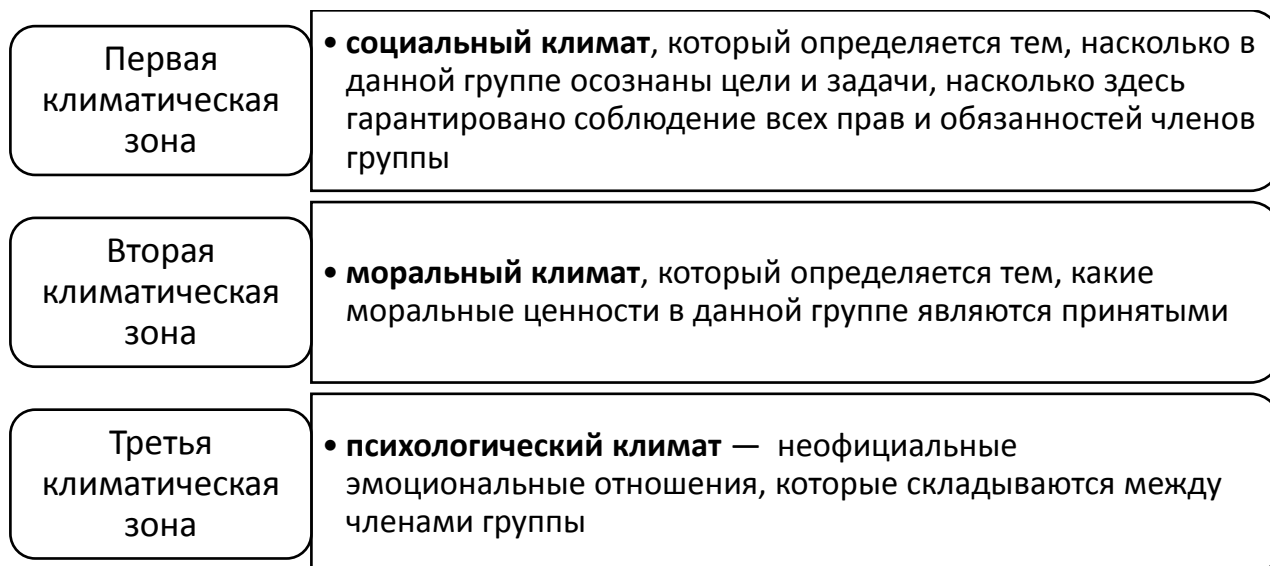 Первая
климатическая
зона
• социальный климат, который определяется тем, насколько в
данной группе осознаны цели и задачи, насколько здесь
гарантировано соблюдение всех прав и обязанностей членов
группы
Вторая
климатическая
зона
• моральный климат, который определяется тем, какие
моральные ценности в данной группе являются принятыми
Третья
климатическая
зона
• психологический климат — неофициальные
эмоциональные отношения, которые складываются между
членами группы